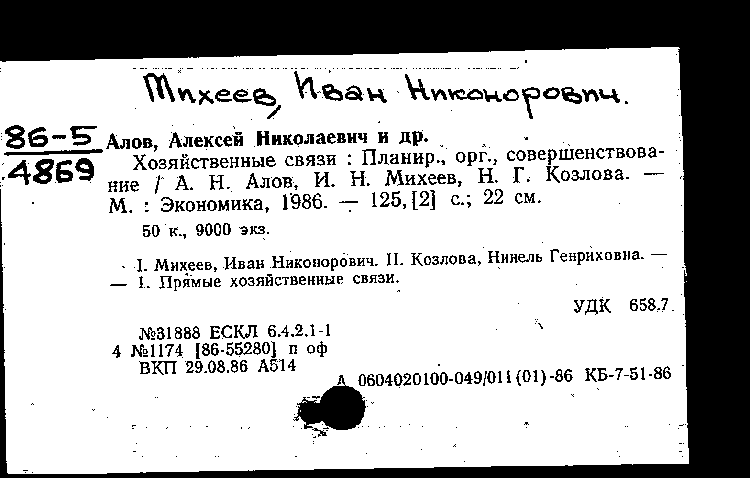 Михеев, Иван Никонорович.
86-5
4869
Алов, Алексей Николаевич и др.
Хозяйственные связи : Планир., орг., совершенствова-
ние / А. Н. Алов, И. Н. Михеев, Н. Г. Козлова. —
М. : Экономика, 1986. — 125, [2] с.; 22 см.
50 к., 9000 экз.
I. Михеев, Иван Никонорович. II. Козлова, Нинель Генриховна. —
— 1. Прямые хозяйственные связи.
УДК 658.7
№31888 ЕСКЛ 6.4.2.1-1
4 №1174 [86-55280] п оф
ВКП 29.08.86 А514
А 0604020100-049/011(01)-86 КБ-7-51-86